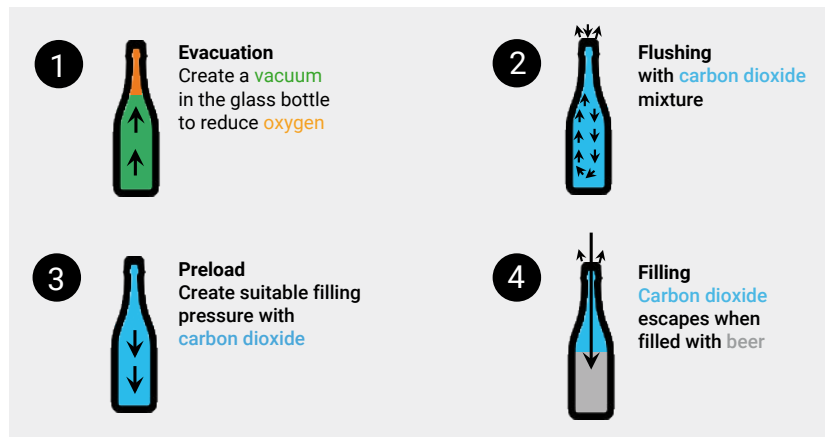 1
Evacuation
Create a vacuum
in the glass bottle
to reduce oxygen
2
Flushing
with carbon dioxide
mixture
3
Preload
Create suitable filling
pressure with
carbon dioxide
4
Filling
Carbon dioxide
escapes when
filled with beer